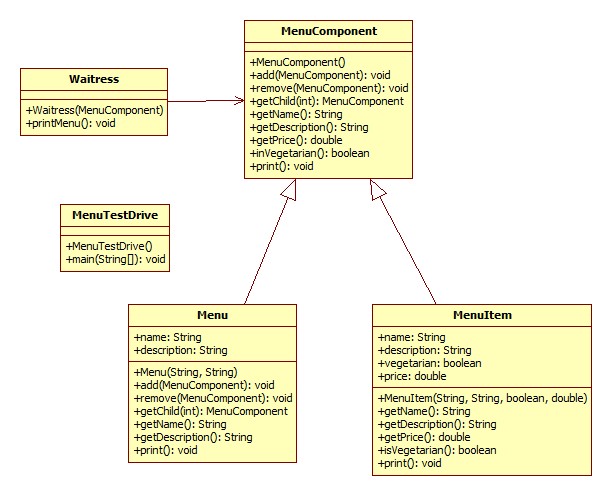 MenuComponent
+MenuComponent()
+add(MenuComponent): void
+remove(MenuComponent): void
+getChild(int): MenuComponent
+getName(): String
+getDescription(): String
+getPrice(): double
+inVegetarian(): boolean
+print(): void
Waitress
+Waitress(MenuComponent)
+printMenu(): void
MenuTestDrive
+MenuTestDrive()
+main(String[]): void
Menu
+name: String
+description: String
+Menu(String, String)
+add(MenuComponent): void
+remove(MenuComponent): void
+getChild(int): MenuComponent
+getName(): String
+getDescription(): String
+print(): void
MenuItem
+name: String
+description: String
+vegetarian: boolean
+price: double
+MenuItem(String, String, boolean, double)
+getName(): String
+getDescription(): String
+getPrice(): double
+isVegetarian(): boolean
+print(): void